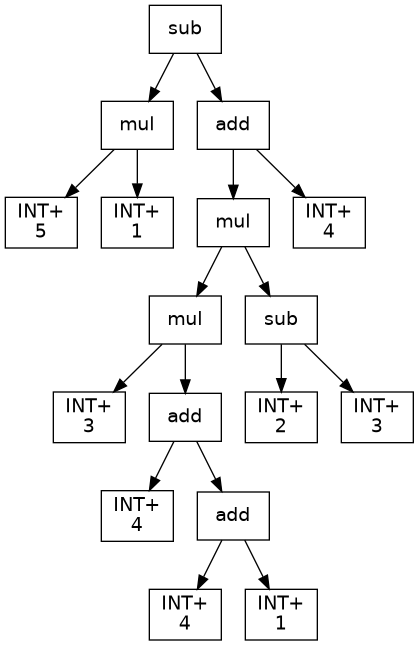 sub
mul
add
INT+
5
INT+
1
mul
INT+
4
mul
sub
INT+
3
add
INT+
2
INT+
3
INT+
4
add
INT+
4
INT+
1